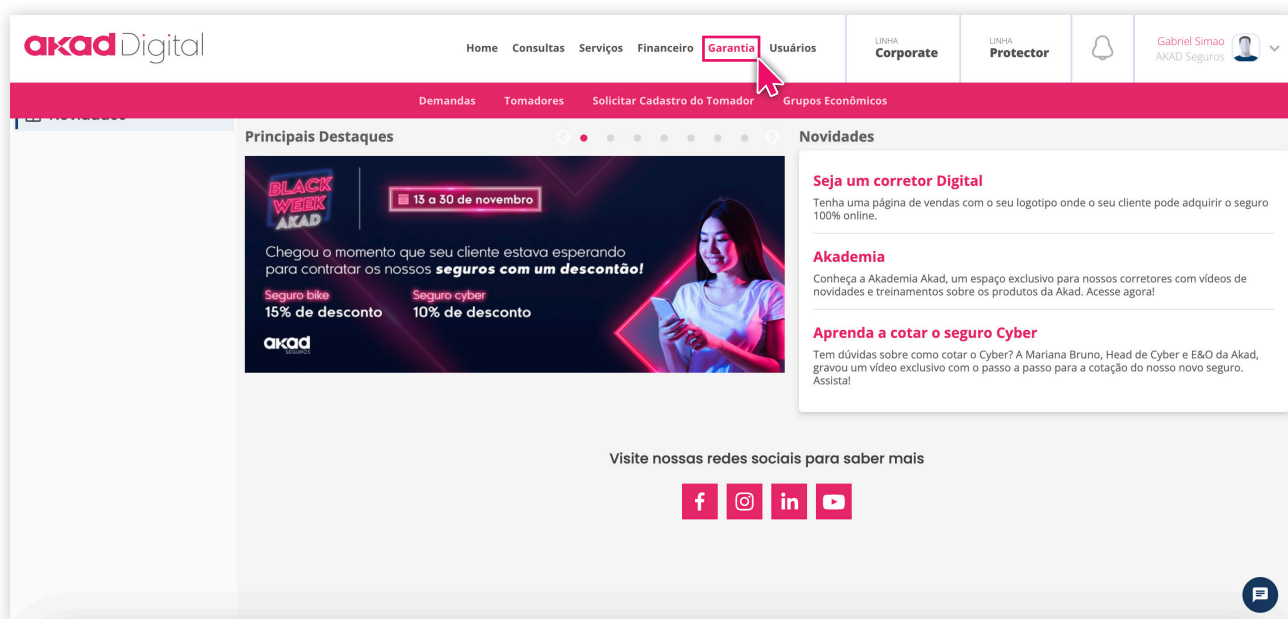 akad Digital
Home Consultas Serviços Financeiro Garantia Usuários
LINHA
Corporate
LINHA
Protector
Gabriel Simao
AKAD Seguros
Demandas Tomadores Solicitar Cadastro do Tomador Grupos Econômicos
Novidades
Principais Destaques
BLACK
WEEK
AKAD
13 a 30 de novembro
Chegou o momento que seu cliente estava esperando
para contratar os nossos seguros com um descontão!
Seguro bike
15% de desconto
Seguro cyber
10% de desconto
akad
SEGUROS
Novidades
Seja um corretor Digital
Tenha uma página de vendas com o seu logotipo onde o seu cliente pode adquirir o seguro
100% online.
Akademia
Conheça a Akademia Akad, um espaço exclusivo para nossos corretores com vídeos de
novidades e treinamentos sobre os produtos da Akad. Acesse agora!
Aprenda a cotar o seguro Cyber
Tem dúvidas sobre como cotar o Cyber? A Mariana Bruno, Head de Cyber e E&O da Akad,
gravou um vídeo exclusivo com o passo a passo para a cotação do nosso novo seguro.
Assista!
Visite nossas redes sociais para saber mais